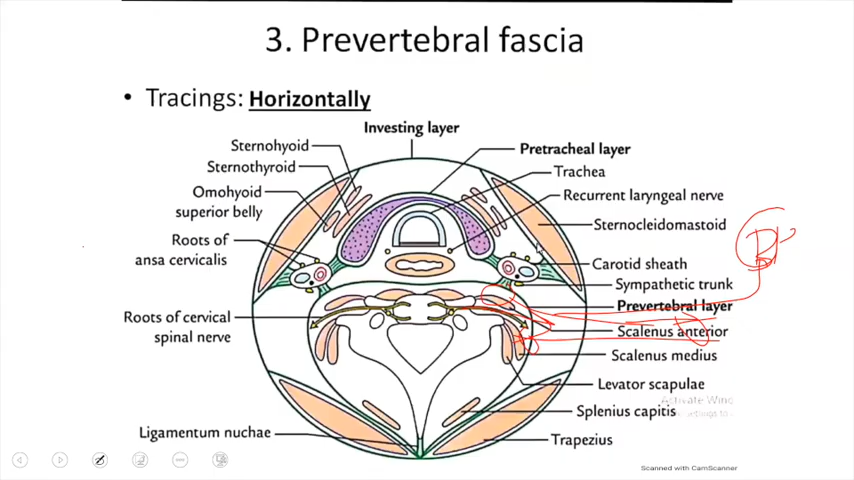 3. Prevertebral fascia
• Tracings: Horizontally
Investing layer
Sternohyoid
Sternothyroid
Omohyoid
superior belly
Roots of
ansa cervicalis
Roots of cervical
spinal nerve
Ligamentum nuchae
Pretracheal layer
Trachea
Recurrent laryngeal nerve
Sternocleidomastoid
Carotid sheath
Sympathetic trunk
Prevertebral layer
Scalenus anterior
Scalenus medius
Levator scapulae
Activate Wind
Splenius capitis
Trapezius
Scanned with CamScanner